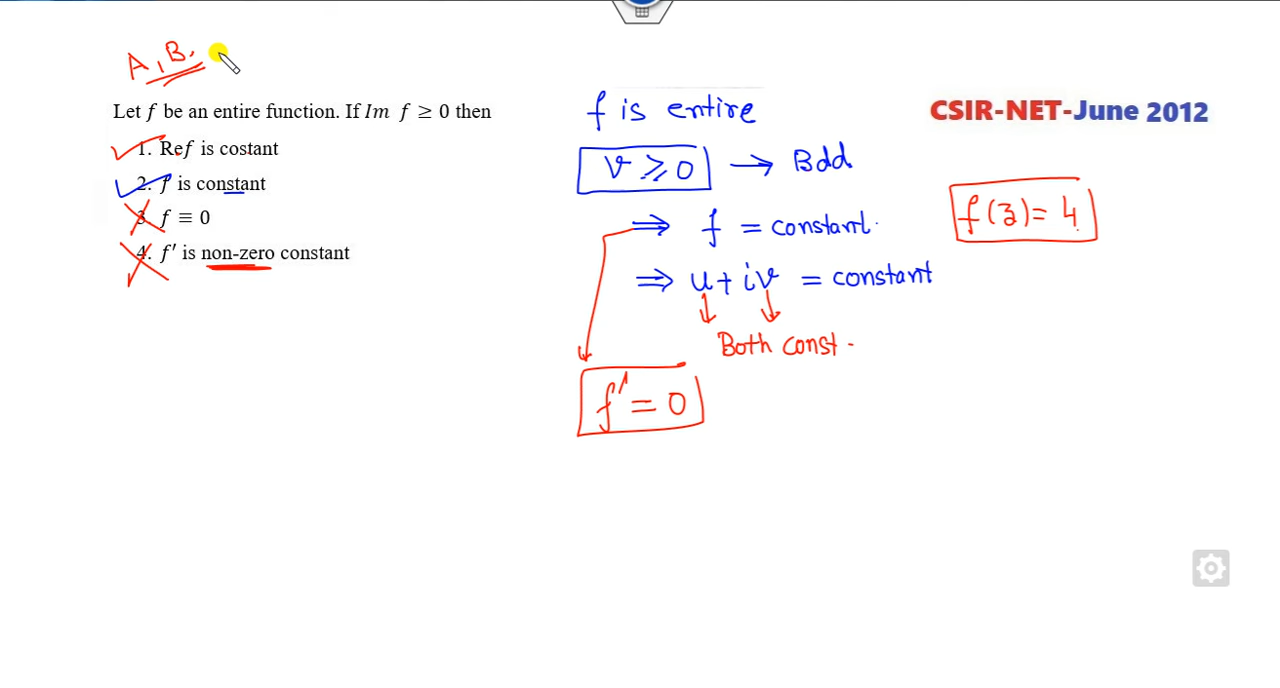 A, B.
Let f be an entire function. If Im f ≥ 0 then
1. Ref is costant
2. f is constant
3. f ≡ 0
4. f′ is non-zero constant
f is entire
v ≥ 0 → Bdd
⇒ f = constant.
⇒ u + iv = constant
Both const.
f′ = 0
CSIR-NET-June 2012
f(z) = 4